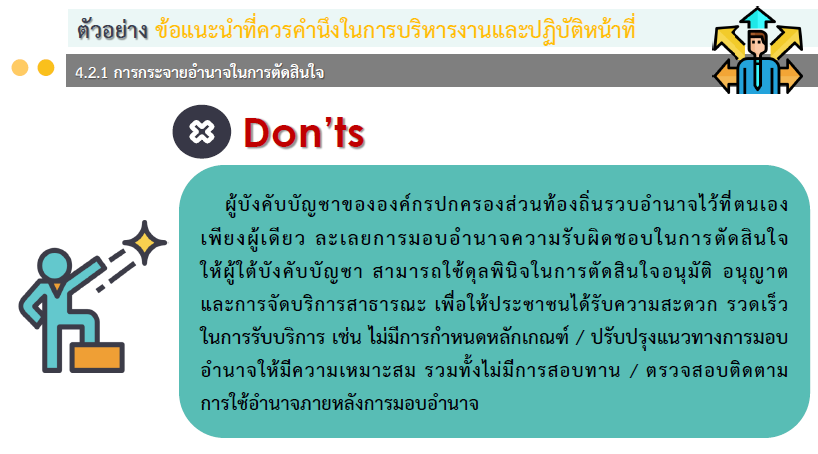 ตัวอย่าง ข้อแนะนำที่ควรคำนึงในการบริหารงานและปฏิบัติหน้าที่
4.2.1 การกระจายอำนาจในการตัดสินใจ
Don'ts
ผู้บังคับบัญชาขององค์กรปกครองส่วนท้องถิ่นรวบอำนาจไว้ที่ตนเอง
เพียงผู้เดียว ละเลยการมอบอำนาจความรับผิดชอบในการตัดสินใจ
ให้ผู้ใต้บังคับบัญชา สามารถใช้ดุลพินิจในการตัดสินใจอนุมัติ อนุญาต
และการจัดบริการสาธารณะ เพื่อให้ประชาชนได้รับความสะดวก รวดเร็ว
ในการรับบริการ เช่น ไม่มีการกำหนดหลักเกณฑ์ / ปรับปรุงแนวทางการมอบ
อำนาจให้มีความเหมาะสม รวมทั้งไม่มีการสอบทาน / ตรวจสอบติดตาม
การใช้อำนาจภายหลังการมอบอำนาจ